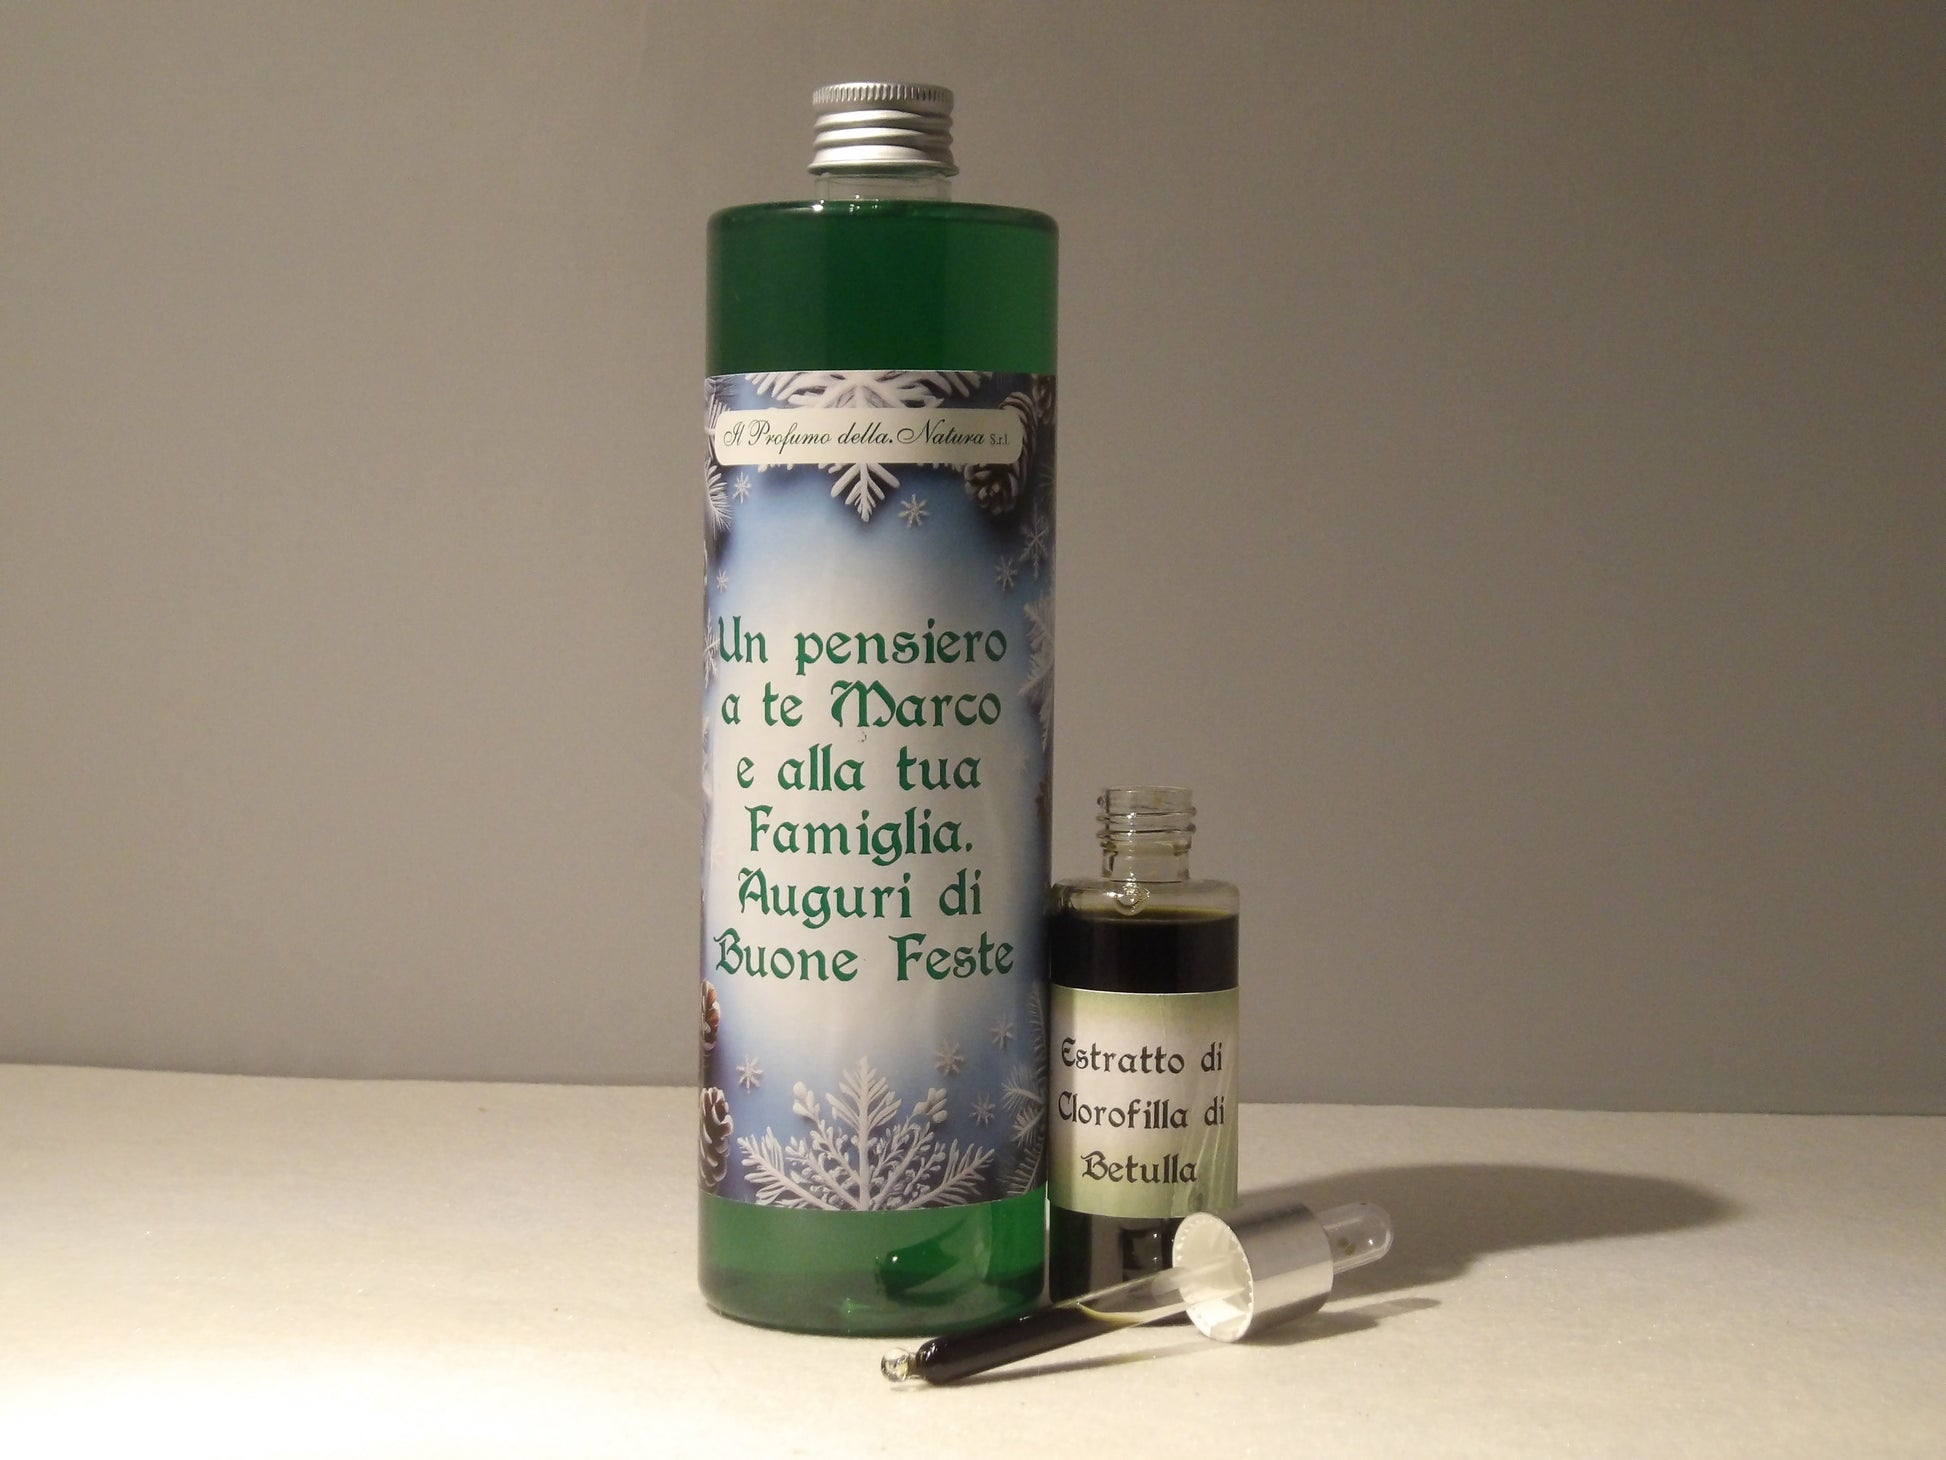 Il Profumo della Natura S.r.l.
Un pensiero
a te Marco
e alla tua
Famiglia.
Auguri di
Buone Feste
Estratto di
Clorofilla di
Betulla